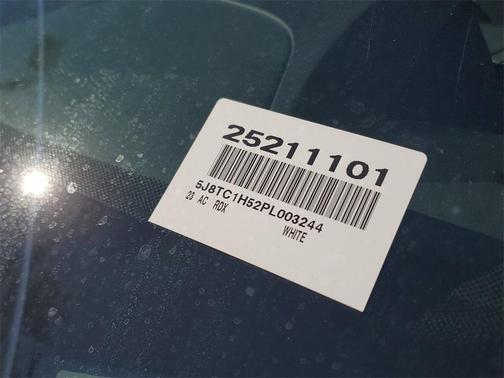 25211101
5J8TC1H52PL003244
23 AC RDX
WHITE